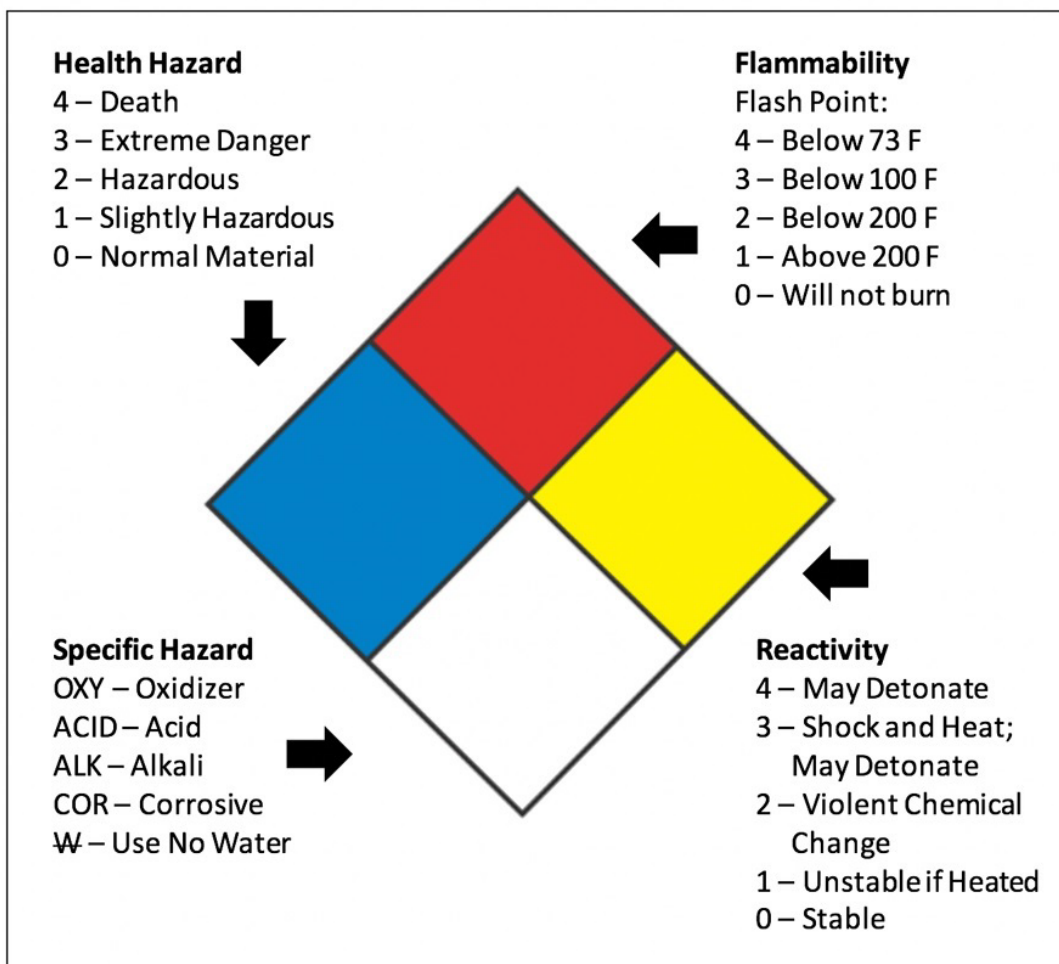 Health Hazard
4 – Death
3 – Extreme Danger
2 – Hazardous
1 – Slightly Hazardous
0 – Normal Material
Flammability
Flash Point:
4 – Below 73 F
3 – Below 100 F
2 – Below 200 F
1 – Above 200 F
0 – Will not burn
Specific Hazard
OXY – Oxidizer
ACID – Acid
ALK – Alkali
COR – Corrosive
W̶ – Use No Water
Reactivity
4 – May Detonate
3 – Shock and Heat;
May Detonate
2 – Violent Chemical
Change
1 – Unstable if Heated
0 – Stable